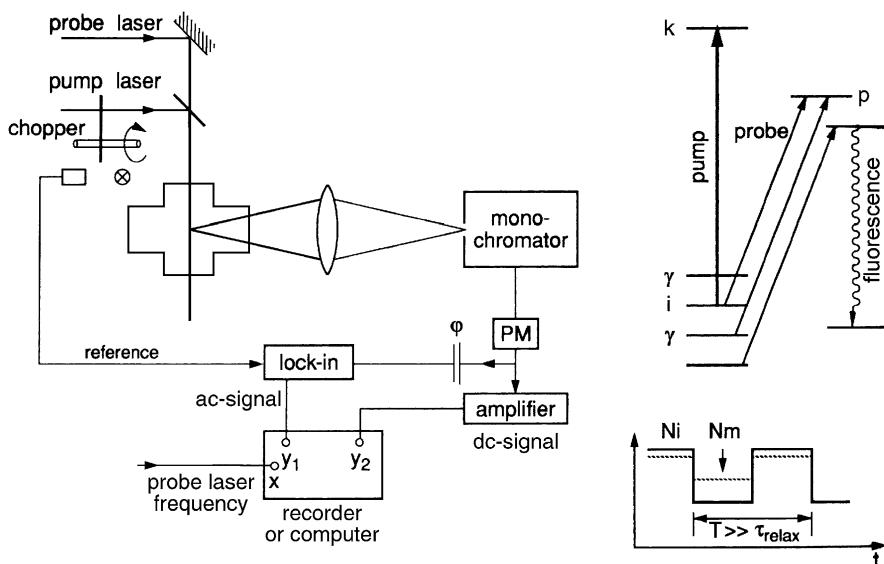 probe laser
pump laser
chopper
mono-
chromator
PM
φ
reference
lock-in
ac-signal
amplifier
dc-signal
y₁
y₂
x
probe laser
frequency
recorder
or computer
k
p
probe
pump
fluorescence
γ
i
γ
Ni
Nm
T >> τrelax
t